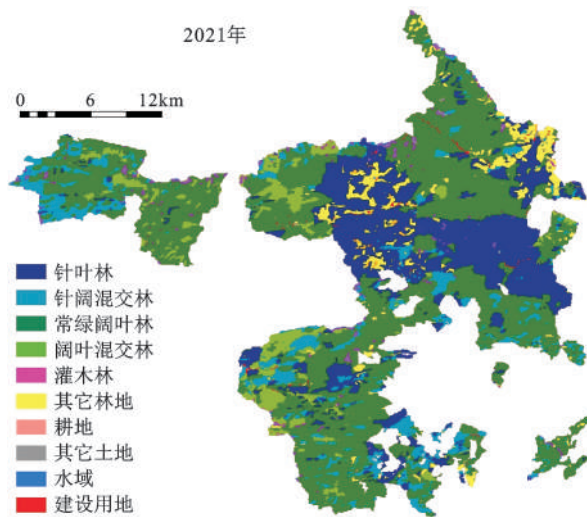 2021年
0 6 12km
针叶林
针阔混交林
常绿阔叶林
阔叶混交林
灌木林
其它林地
耕地
其它土地
水域
建设用地